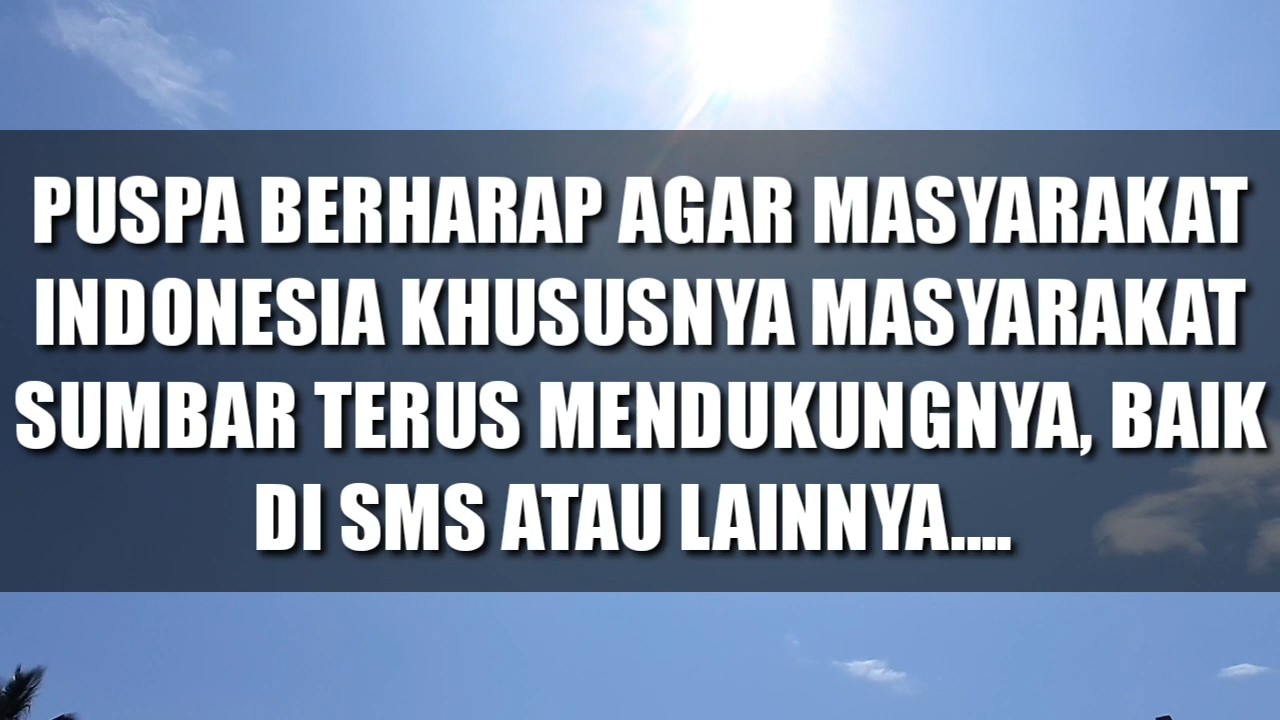 PUSPA BERHARAP AGAR MASYARAKAT
INDONESIA KHUSUSNYA MASYARAKAT
SUMBAR TERUS MENDUKUNGNYA, BAIK
DI SMS ATAU LAINNYA....